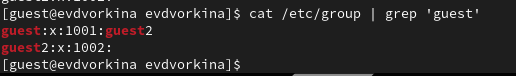 [guest@evdvorkina evdvorkina]$ cat /etc/group | grep 'guest'
guest:x:1001:guest2
guest2:x:1002:
[guest@evdvorkina evdvorkina]$